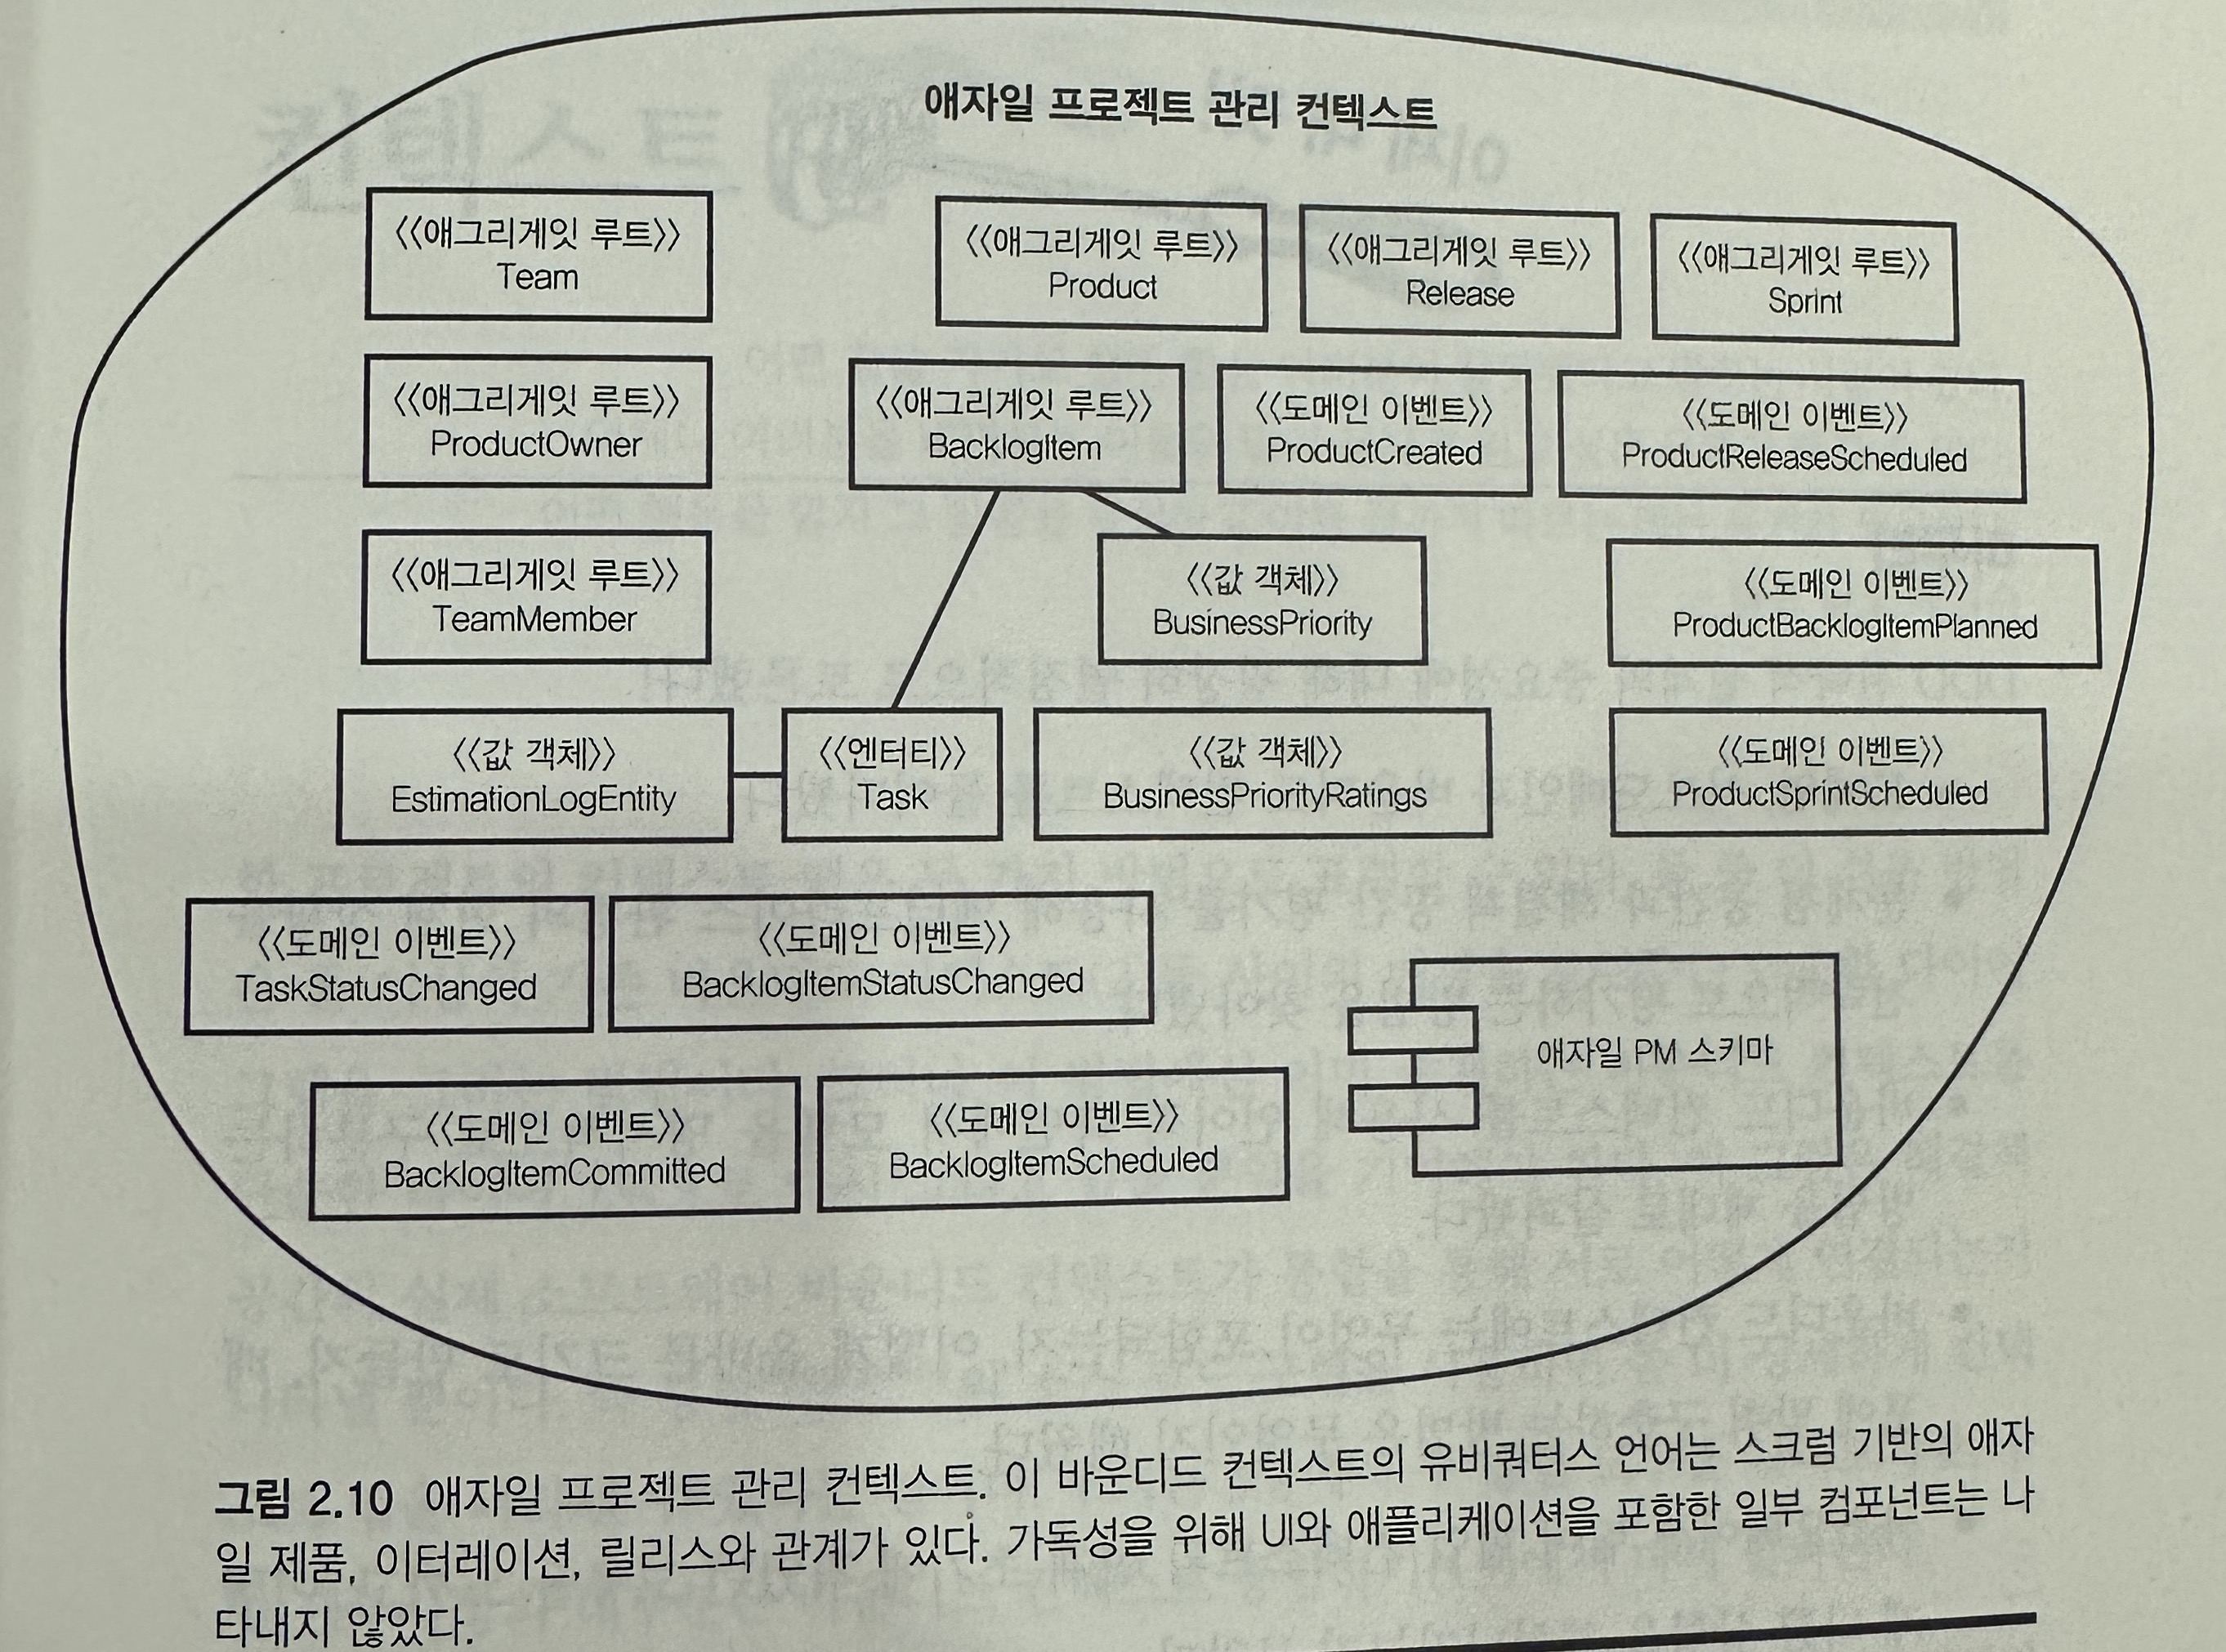 애자일 프로젝트 관리 컨텍스트
〈〈애그리게잇 루트〉〉
Team
〈〈애그리게잇 루트〉〉
Product
〈〈애그리게잇 루트〉〉
Release
〈〈애그리게잇 루트〉〉
Sprint
〈〈애그리게잇 루트〉〉
ProductOwner
〈〈애그리게잇 루트〉〉
BacklogItem
〈〈도메인 이벤트〉〉
ProductCreated
〈〈도메인 이벤트〉〉
ProductReleaseScheduled
〈〈애그리게잇 루트〉〉
TeamMember
〈〈값 객체〉〉
BusinessPriority
〈〈도메인 이벤트〉〉
ProductBacklogItemPlanned
〈〈값 객체〉〉
EstimationLogEntity
〈〈엔터티〉〉
Task
〈〈값 객체〉〉
BusinessPriorityRatings
〈〈도메인 이벤트〉〉
ProductSprintScheduled
〈〈도메인 이벤트〉〉
TaskStatusChanged
〈〈도메인 이벤트〉〉
BacklogItemStatusChanged
애자일 PM 스키마
〈〈도메인 이벤트〉〉
BacklogItemCommitted
〈〈도메인 이벤트〉〉
BacklogItemScheduled
그림 2.10 애자일 프로젝트 관리 컨텍스트. 이 바운디드 컨텍스트의 유비쿼터스 언어는 스크럼 기반의 애자
일 제품, 이터레이션, 릴리스와 관계가 있다. 가독성을 위해 UI와 애플리케이션을 포함한 일부 컴포넌트는 나
타내지 않았다.